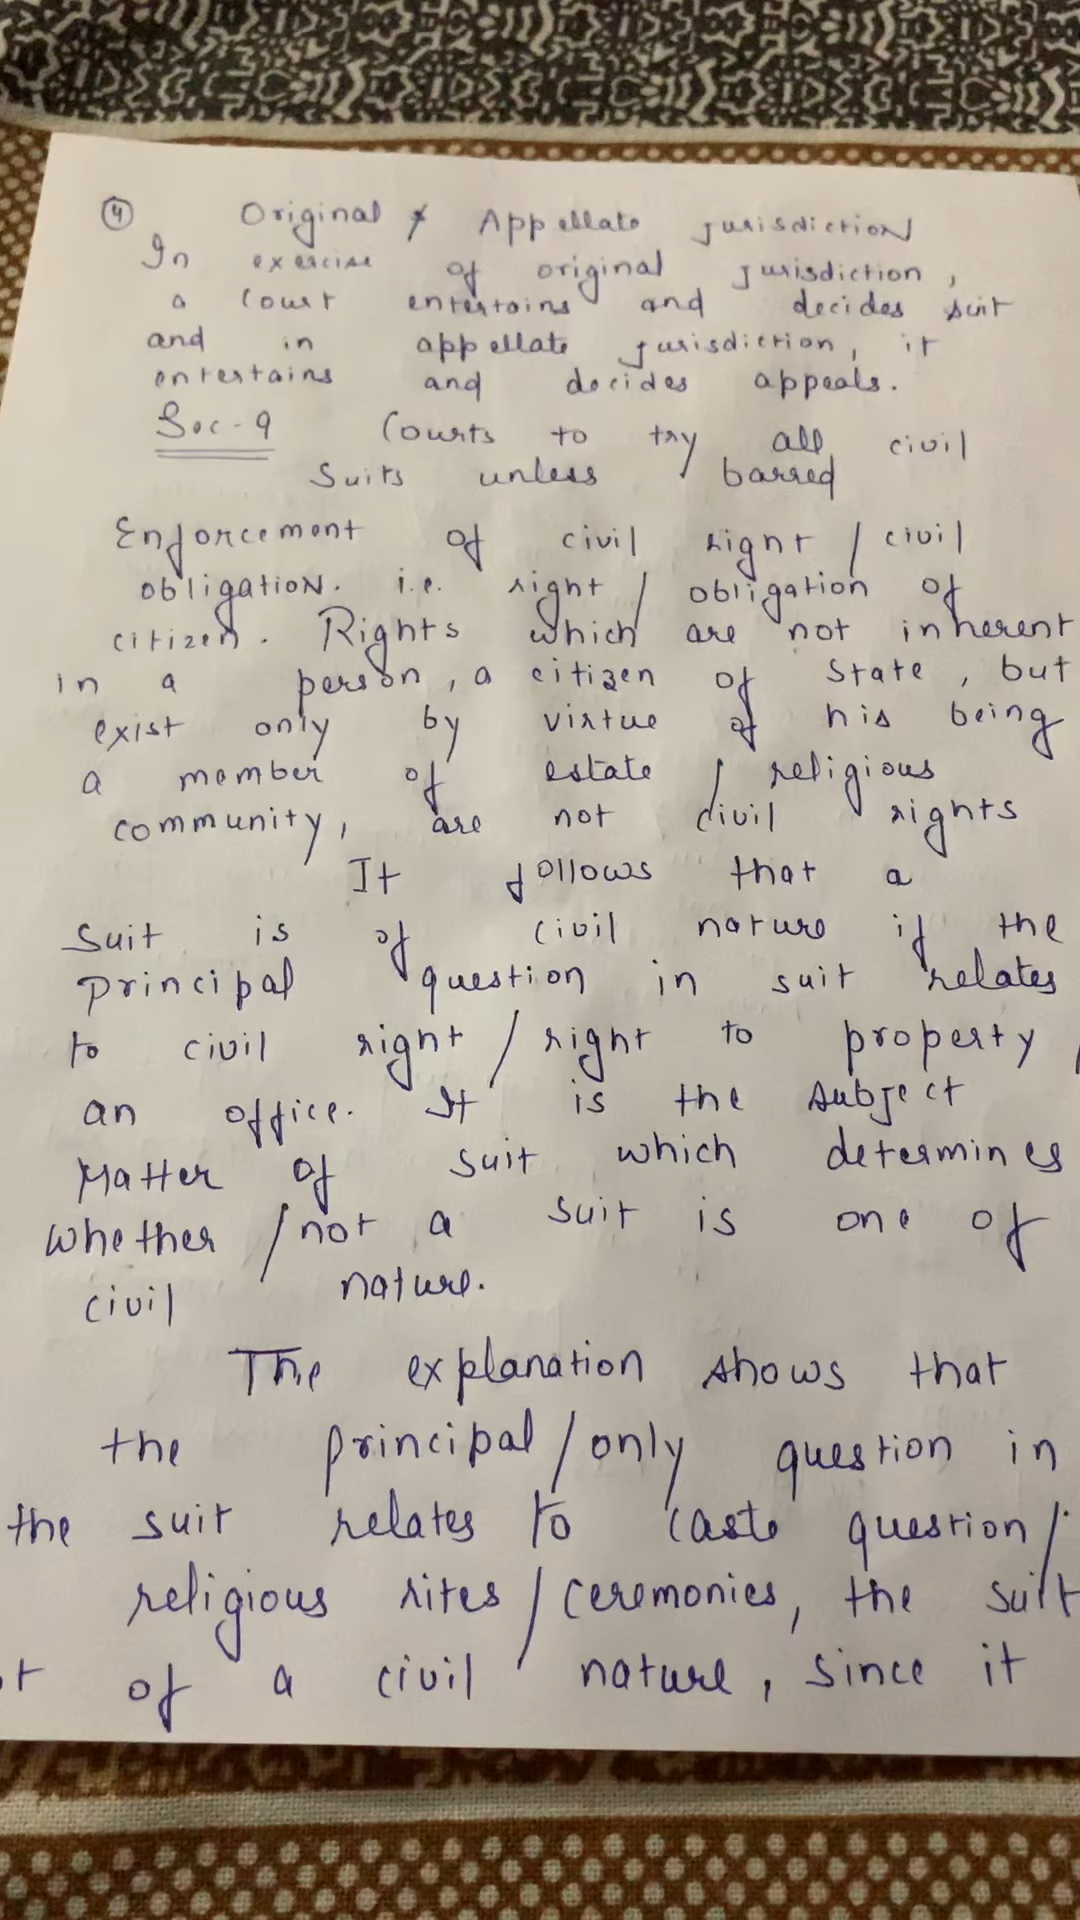 ④ Original & Appellate jurisdiction
In exercise of original jurisdiction,
a court entertains and decides suit
and in appellate jurisdiction, it
entertains and decides appeals.
Sec-9 Courts to try all civil
Suits unless barred
Enforcement of civil right / civil
obligation. i.e. right / obligation of
citizen. Rights which are not inherent
in a person, a citizen of State, but
exist only by virtue of his being
a member of estate / religious
community, are not civil rights
It follows that a
Suit is of civil nature if the
principal question in suit relates
to civil right / right to property /
an office. It is the subject
Matter of suit which determines
whether / not a suit is one of
civil nature.
The explanation shows that
the principal / only question in
the suit relates to caste question /
religious rites / ceremonies, the suit
of a civil nature, since it